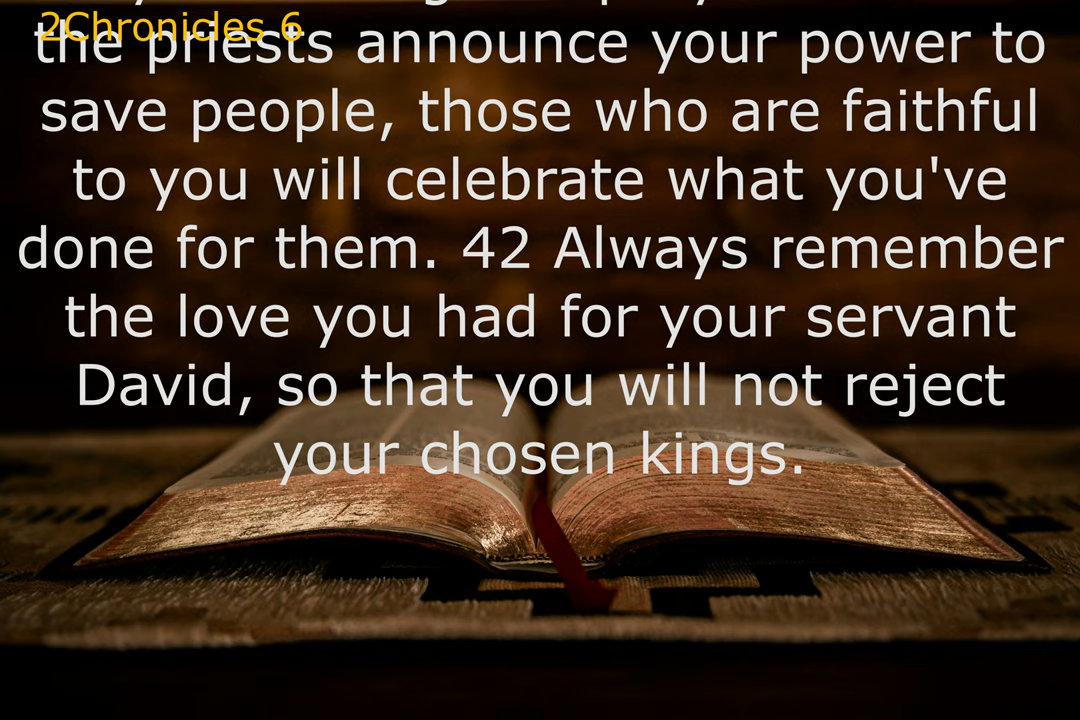 2Chronicles 6
the priests announce your power to
save people, those who are faithful
to you will celebrate what you've
done for them. 42 Always remember
the love you had for your servant
David, so that you will not reject
your chosen kings.